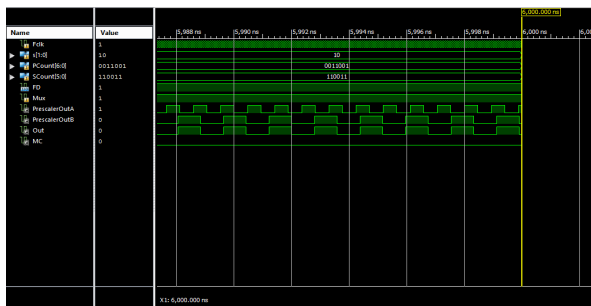 6,000.000 ns
Name Value
5,988 ns 5,990 ns 5,992 ns 5,994 ns 5,996 ns 5,998 ns 6,000 ns
Fclk 1
s[1:0] 10 10
PCount[6:0] 0011001 0011001
SCount[5:0] 110011 110011
FD 1
Mux 1
PrescalerOutA 1
PrescalerOutB 0
Out 0
MC 0
X1: 6,000.000 ns